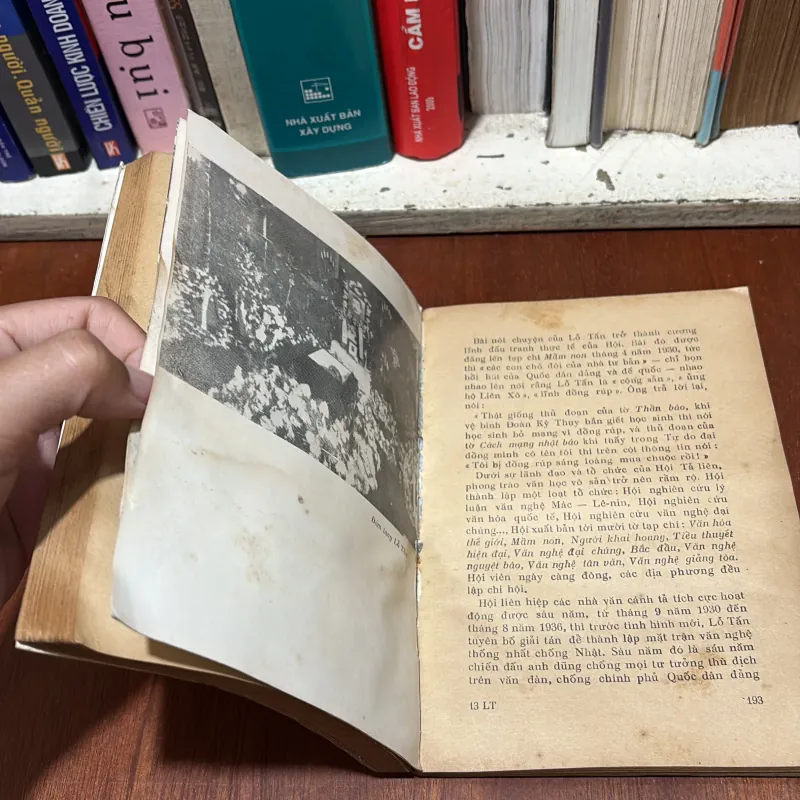 gười. Quản
người
CHIẾN LƯỢC KINH DOAN
u bụi
NHÀ XUẤT BẢN
XÂY DỰNG
CẨM
NHÀ XUẤT BẢN LAO ĐỘNG
2009
Đám tang Lỗ Tấn
Bài nói chuyện của Lỗ Tấn trở thành cương
lĩnh đấu tranh thực tế của Hội. Bài đó được
đăng lên tạp chí Mầm non tháng 4 năm 1930, tức
thì « các con chó đói của nhà tư bản » — chỉ bọn
bồi bút của Quốc dân đảng và đế quốc — nhao
nhao lên nói rằng Lỗ Tấn là « cộng sản », « ủng
hộ Liên Xô », « lĩnh đồng rúp ». Ông trả lời lại,
nói :
« Thật giống thủ đoạn của tờ Thần báo, khi
vệ binh Đoàn Kỳ Thụy bắn giết học sinh thì nói
học sinh bỏ mạng vì đồng rúp, và thủ đoạn của
tờ Cách mạng nhật báo khi thấy trong Tự do đại
đồng minh có tên tôi thì trên cột thông tin nói :
« Tôi bị đồng rúp sáng loáng mua chuộc rồi! »
Dưới sự lãnh đạo và tổ chức của Hội Tả liên,
phong trào văn học vô sản trở nên rầm rộ. Hội
thành lập một loạt tổ chức : Hội nghiên cứu lý
luận văn nghệ Mác — Lê-nin, Hội nghiên cứu
văn hóa quốc tế, Hội nghiên cứu văn nghệ đại
chúng..., Hội xuất bản tới mười tờ tạp chí : Văn hóa
thế giới, Mầm non, Người khai hoang, Tiểu thuyết
hiện đại, Văn nghệ đại chúng, Bắc đẩu, Văn nghệ
nguyệt báo, Văn nghệ tân văn, Văn nghệ giảng tọa.
Hội viên ngày càng đông, các địa phương đều
lập chi hội.
Hội liên hiệp các nhà văn cánh tả tích cực hoạt
động được sáu năm, từ tháng 9 năm 1930 đến
tháng 8 năm 1936, thì trước tình hình mới, Lỗ Tấn
tuyên bố giải tán để thành lập mặt trận văn nghệ
thống nhất chống Nhật. Sáu năm đó là sáu năm
chiến đấu anh dũng chống mọi tư tưởng thù địch
trên văn đàn, chống chính phủ Quốc dân đảng
13 LT
193